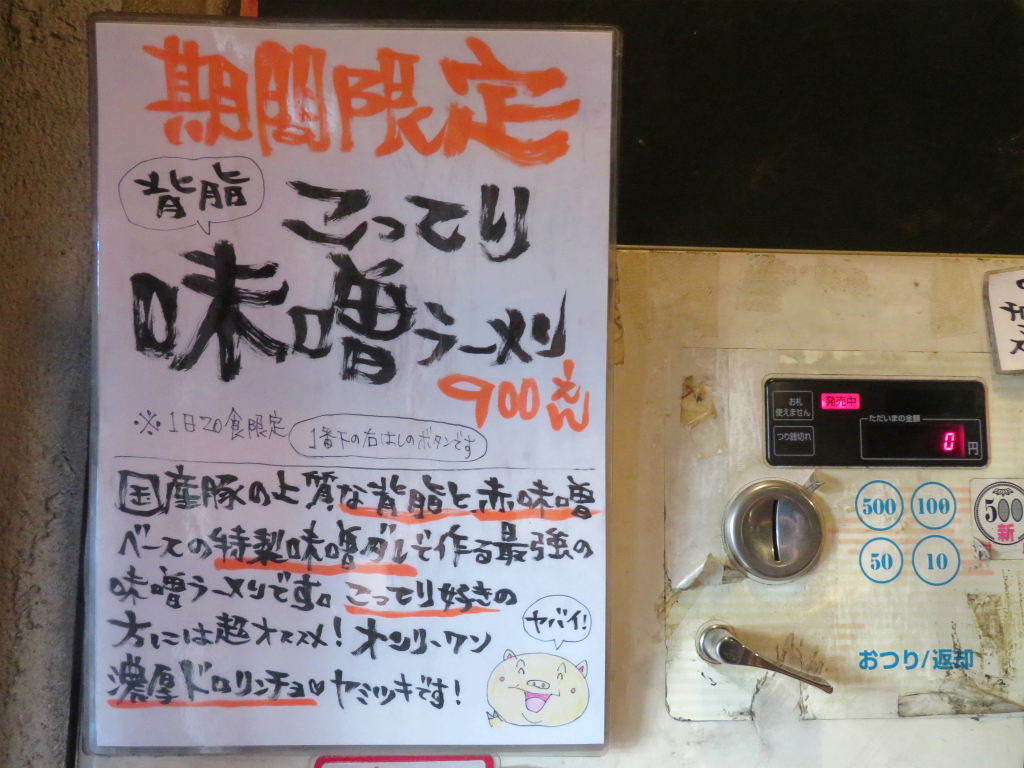 期間限定
背脂
こってり
味噌ラーメン
900えん
※1日20食限定
1番下の右はしのボタンです
国産豚の上質な背脂と赤味噌
ベースの特製味噌ダレで作る最強の
味噌ラーメンです。こってり好きの
方には超オススメ!オンリーワン
濃厚ドロリンチョ♥ヤミツキです!
ヤバイ!
お札
使えません
発売中
つり銭切れ
ただいまの金額
0円
500 100
50 10
500
新
おつり/返却